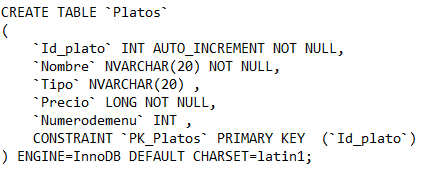 CREATE TABLE `Platos`
(
    `Id_plato` INT AUTO_INCREMENT NOT NULL,
    `Nombre` NVARCHAR(20) NOT NULL,
    `Tipo` NVARCHAR(20) ,
    `Precio` LONG NOT NULL,
    `Numerodemenu` INT ,
    CONSTRAINT `PK_Platos` PRIMARY KEY  (`Id_plato`)
) ENGINE=InnoDB DEFAULT CHARSET=latin1;